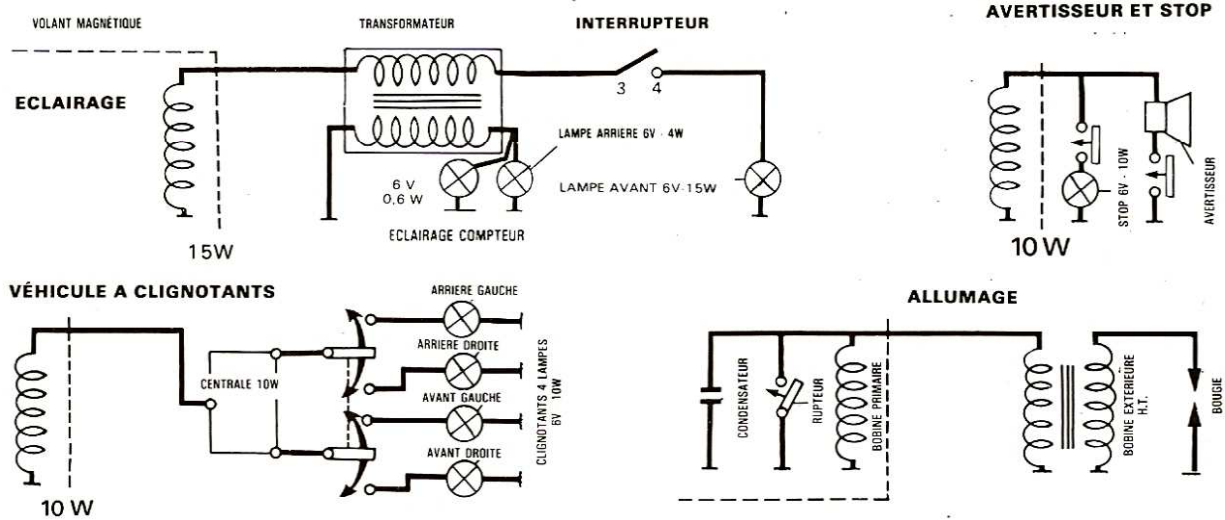 VOLANT MAGNÉTIQUE
TRANSFORMATEUR
INTERRUPTEUR
ECLAIRAGE
3 4
LAMPE ARRIERE 6V - 4W
6 V
0,6 W
LAMPE AVANT 6V-15W
ECLAIRAGE COMPTEUR
15W
AVERTISSEUR ET STOP
STOP 6V - 10W
AVERTISSEUR
10 W
VÉHICULE A CLIGNOTANTS
CENTRALE 10W
ARRIERE GAUCHE
ARRIERE DROITE
AVANT GAUCHE
AVANT DROITE
CLIGNOTANTS 4 LAMPES
6V 10W
10 W
ALLUMAGE
CONDENSATEUR
RUPTEUR
BOBINE PRIMAIRE
BOBINE EXTERIEURE
H.T.
BOUGIE